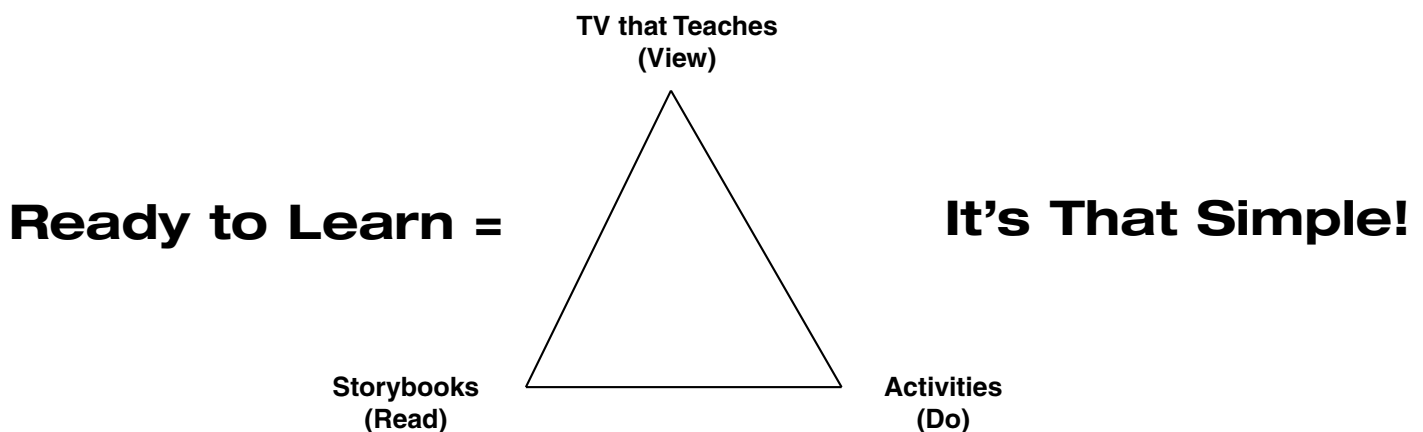 TV that Teaches
(View)
Ready to Learn =
It’s That Simple!
Storybooks
(Read)
Activities
(Do)